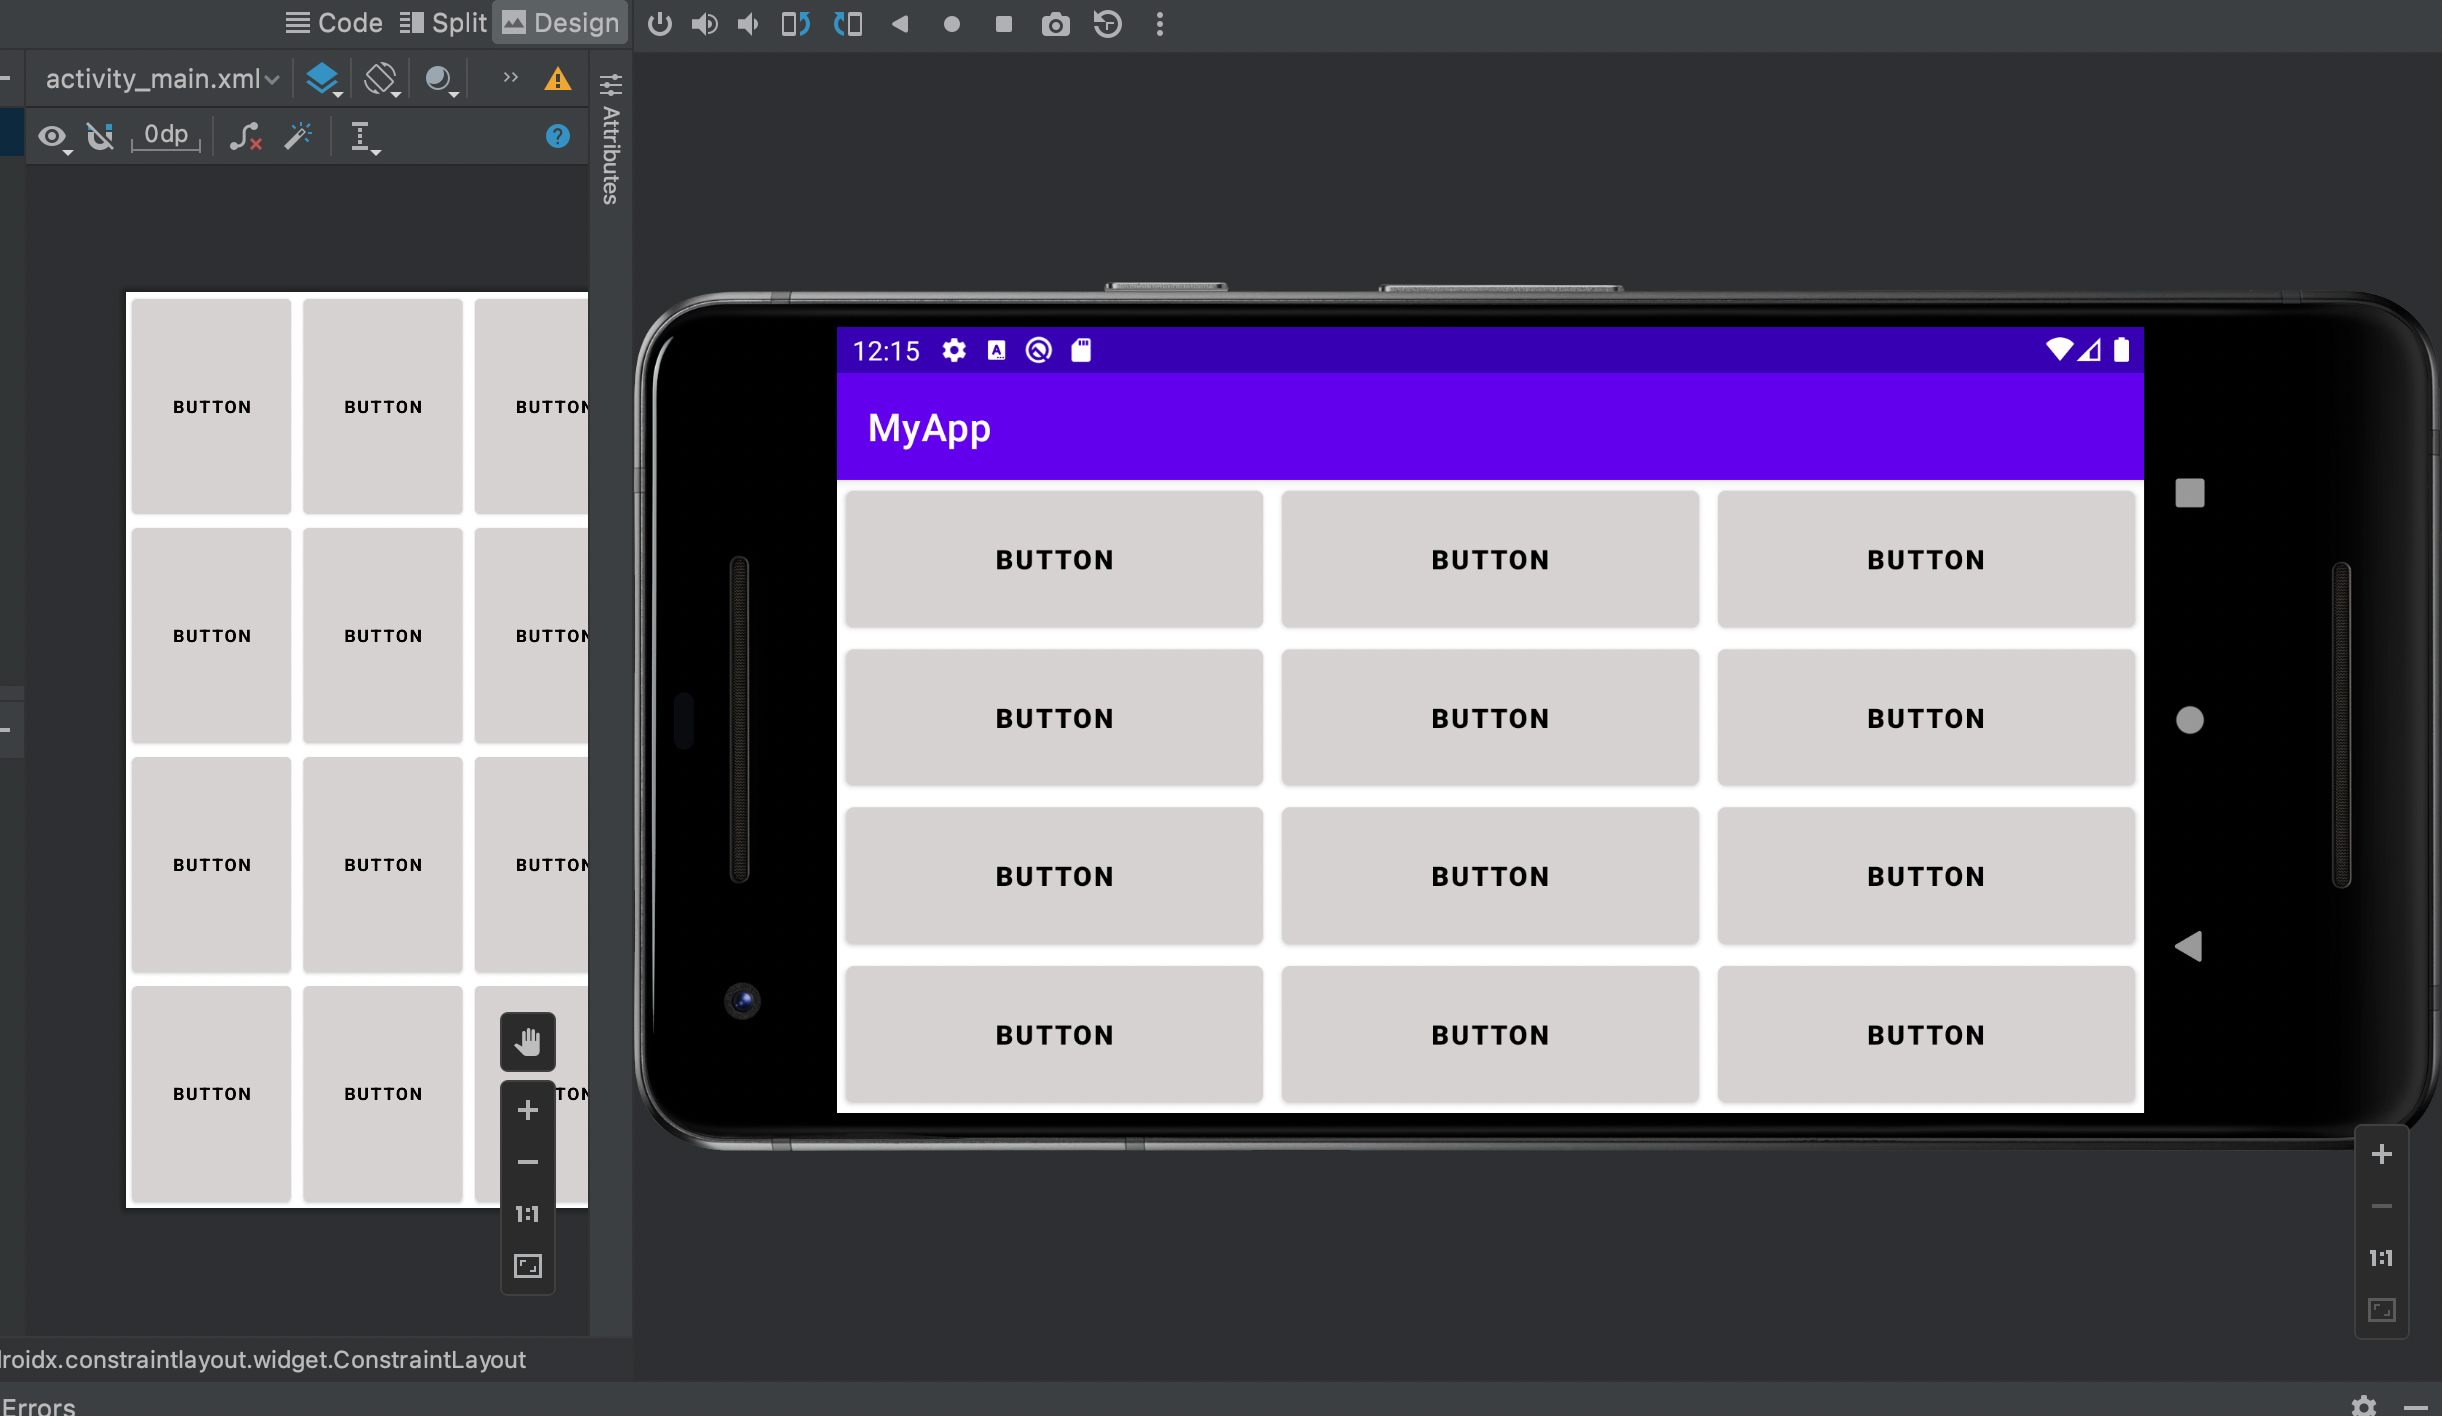 Code Split Design
activity_main.xml
0dp
Attributes
BUTTON BUTTON BUTTON
BUTTON BUTTON BUTTON
BUTTON BUTTON BUTTON
BUTTON BUTTON TON
1:1
12:15
MyApp
BUTTON BUTTON BUTTON
BUTTON BUTTON BUTTON
BUTTON BUTTON BUTTON
BUTTON BUTTON BUTTON
1:1
roidx.constraintlayout.widget.ConstraintLayout
Errors